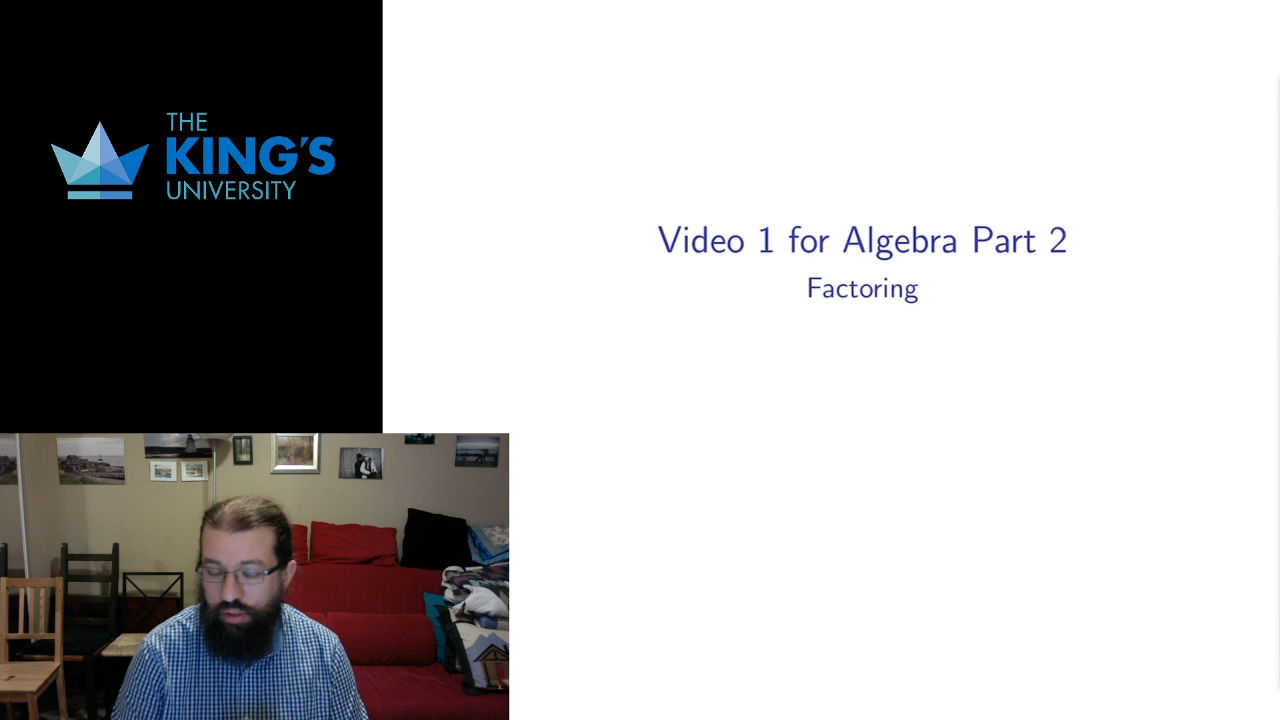 THE
KING'S
UNIVERSITY
Video 1 for Algebra Part 2
Factoring